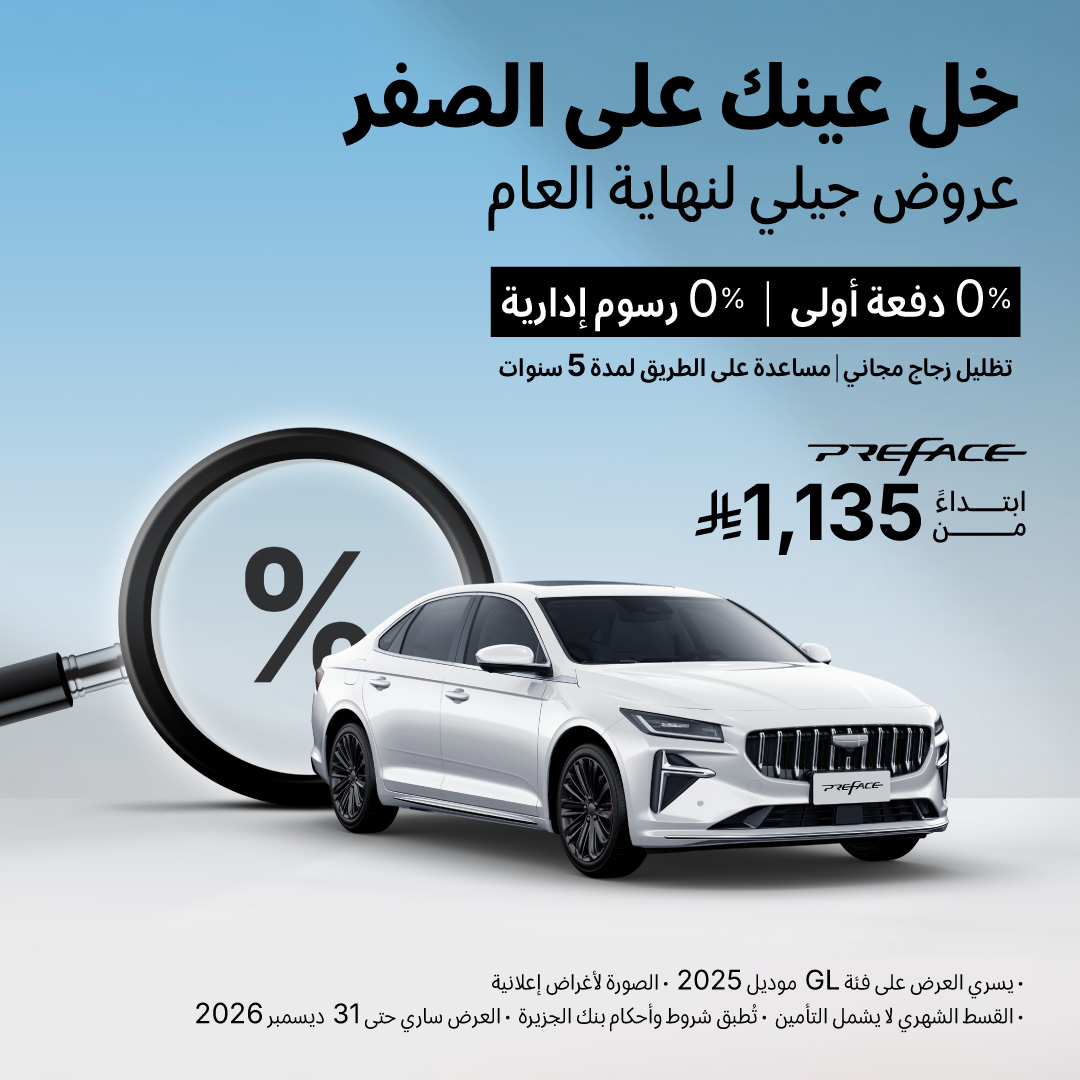 خل عينك على الصفر
عروض جيلي لنهاية العام
0% دفعة أولى | 0% رسوم إدارية
تظليل زجاج مجاني | مساعدة على الطريق لمدة 5 سنوات
PREFACE
ابتداءً من 1,135 ⃁
%
PREFACE
• يسري العرض على فئة GL موديل 2025 • الصورة لأغراض إعلانية
• القسط الشهري لا يشمل التأمين • تُطبق شروط وأحكام بنك الجزيرة • العرض ساري حتى 31 ديسمبر 2026